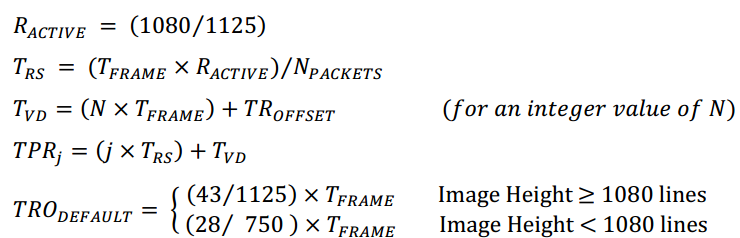 R_ACTIVE = (1080/1125)
T_RS = (T_FRAME × R_ACTIVE)/N_PACKETS
T_VD = (N × T_FRAME) + TR_OFFSET (for an integer value of N)
TPR_j = (j × T_RS) + T_VD
TRO_DEFAULT = { (43/1125) × T_FRAME Image Height ≥ 1080 lines
(28/ 750 ) × T_FRAME Image Height < 1080 lines